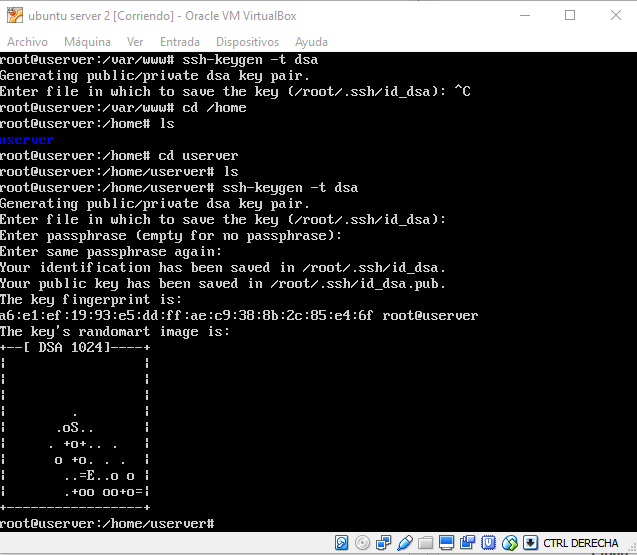 ubuntu server 2 [Corriendo] - Oracle VM VirtualBox
Archivo Máquina Ver Entrada Dispositivos Ayuda
root@userver:/var/www# ssh-keygen -t dsa
Generating public/private dsa key pair.
Enter file in which to save the key (/root/.ssh/id_dsa): ^C
root@userver:/var/www# cd /home
root@userver:/home# ls
userver
root@userver:/home# cd userver
root@userver:/home/userver# ls
root@userver:/home/userver# ssh-keygen -t dsa
Generating public/private dsa key pair.
Enter file in which to save the key (/root/.ssh/id_dsa):
Enter passphrase (empty for no passphrase):
Enter same passphrase again:
Your identification has been saved in /root/.ssh/id_dsa.
Your public key has been saved in /root/.ssh/id_dsa.pub.
The key fingerprint is:
a6:e1:ef:19:93:e5:dd:ff:ae:c9:38:8b:2c:85:e4:6f root@userver
The key's randomart image is:
+--[ DSA 1024]----+
|                 |
|                 |
|                 |
|        .        |
|      .oS..      |
|     . +o+.. .   |
|      o +o. . .  |
|       ..=E..o o |
|       .+oo oo+o=|
+-----------------+
root@userver:/home/userver#
CTRL DERECHA